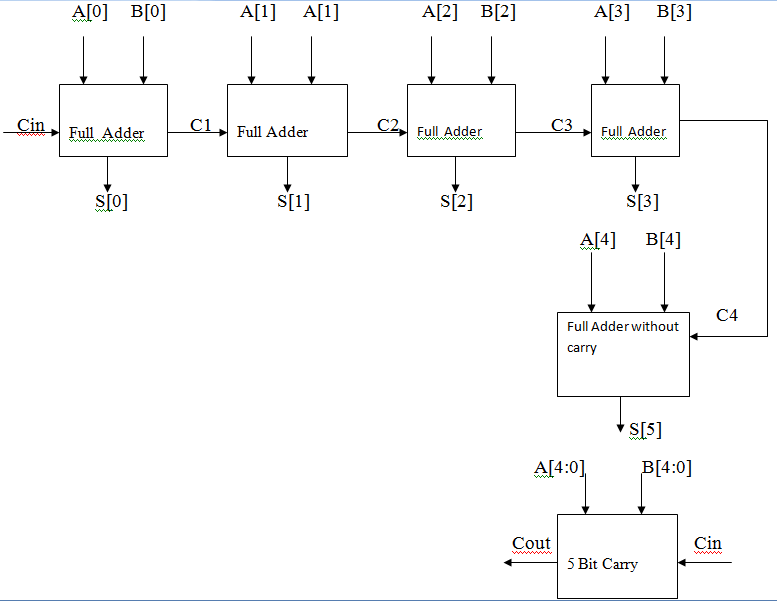 A[0] B[0] A[1] A[1] A[2] B[2] A[3] B[3]
Cin Full Adder C1 Full Adder C2 Full Adder C3 Full Adder
S[0] S[1] S[2] S[3]
A[4] B[4]
C4
Full Adder without
carry
S[5]
A[4:0] B[4:0]
Cout Cin
5 Bit Carry